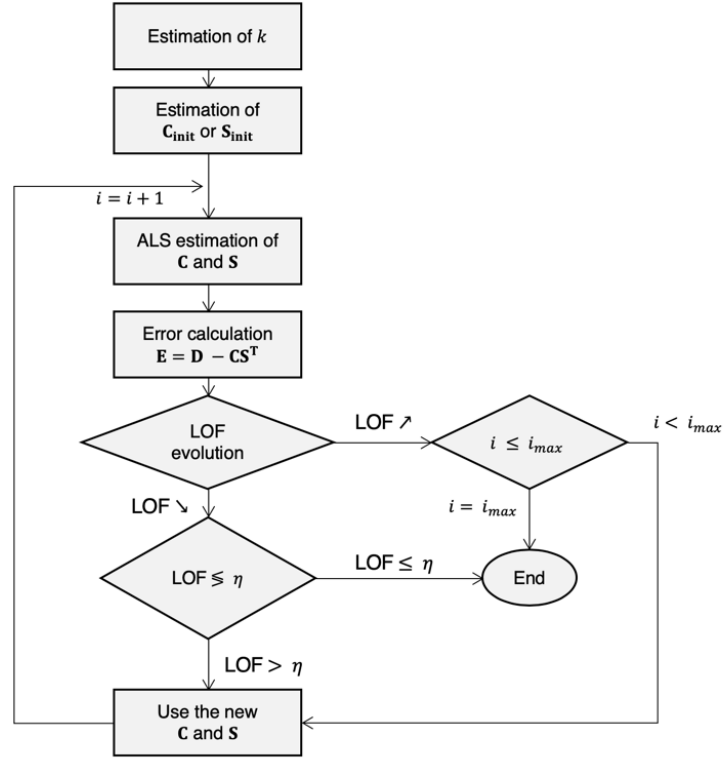 Estimation of k
Estimation of
C_init or S_init
i = i + 1
ALS estimation of
C and S
Error calculation
E = D − CS^T
LOF
evolution
LOF ↗
i ≤ i_max
i < i_max
LOF ↘
i = i_max
LOF ≶ η
LOF ≤ η
End
LOF > η
Use the new
C and S